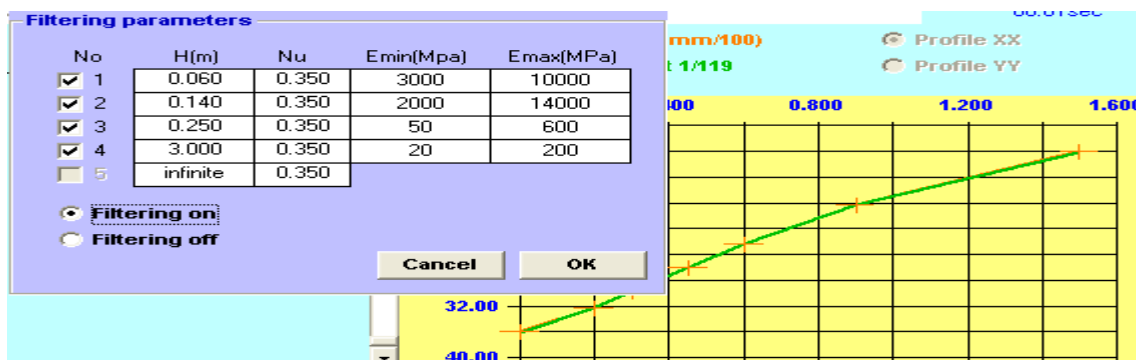 Filtering parameters
No H(m) Nu Emin(Mpa) Emax(MPa)
1 0.060 0.350 3000 10000
2 0.140 0.350 2000 14000
3 0.250 0.350 50 600
4 3.000 0.350 20 200
5 infinite 0.350
Filtering on
Filtering off
Cancel OK
mm/100)
t 1/119
Profile XX
Profile YY
0.800 1.200 1.600
32.00
40.00